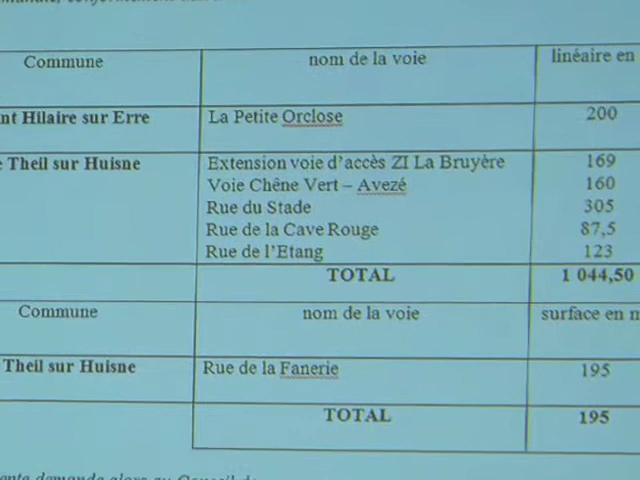 Commune nom de la voie linéaire en
nt Hilaire sur Erre La Petite Orclose 200
Theil sur Huisne Extension voie d'accès ZI La Bruyère 169
Voie Chêne Vert – Avezé 160
Rue du Stade 305
Rue de la Cave Rouge 87,5
Rue de l'Etang 123
TOTAL 1 044,50
Commune nom de la voie surface en m
Theil sur Huisne Rue de la Fanerie 195
TOTAL 195